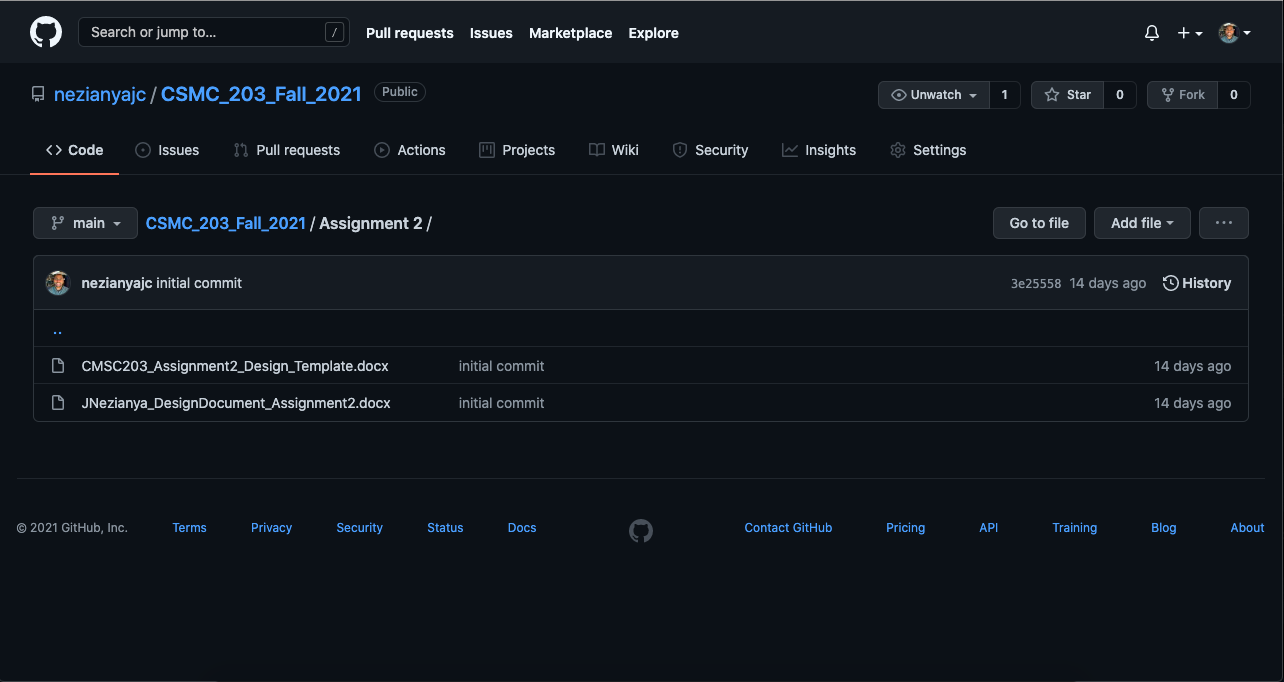 Search or jump to... / Pull requests Issues Marketplace Explore
nezianyajc / CSMC_203_Fall_2021 Public Unwatch 1 Star 0 Fork 0
Code Issues Pull requests Actions Projects Wiki Security Insights Settings
main CSMC_203_Fall_2021 / Assignment 2 / Go to file Add file ...
nezianyajc initial commit 3e25558 14 days ago History
..
CMSC203_Assignment2_Design_Template.docx initial commit 14 days ago
JNezianya_DesignDocument_Assignment2.docx initial commit 14 days ago
© 2021 GitHub, Inc. Terms Privacy Security Status Docs Contact GitHub Pricing API Training Blog About